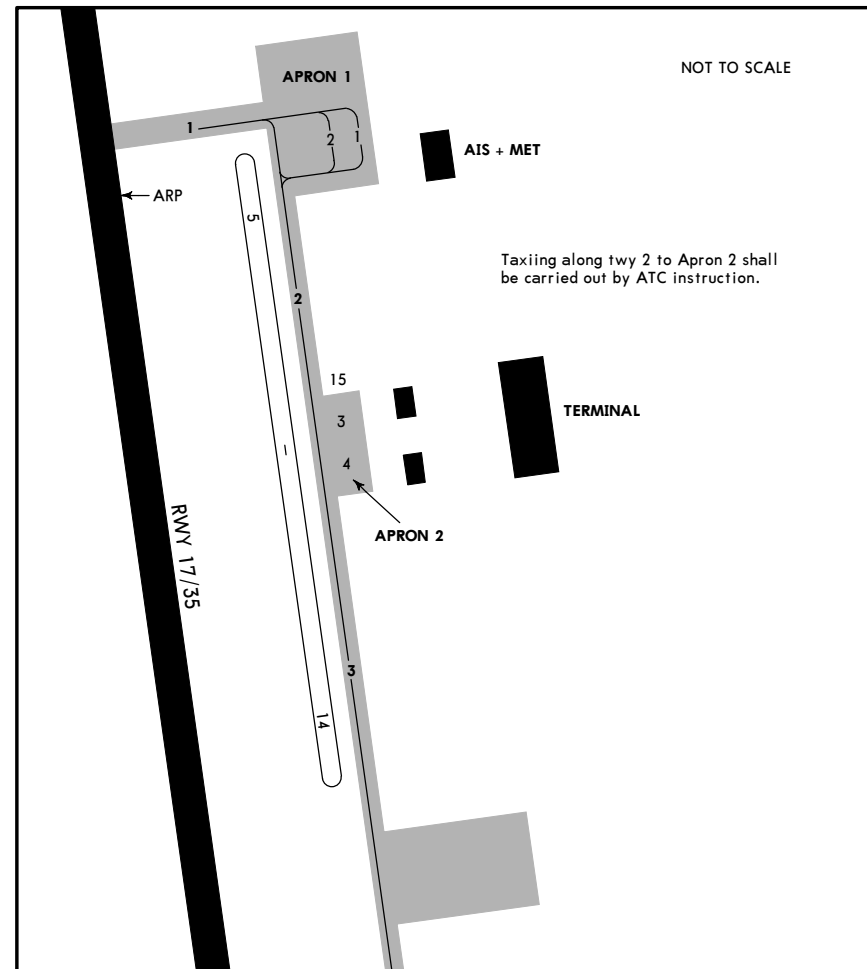 NOT TO SCALE
APRON 1
1
2
1
AIS + MET
ARP
5
Taxiing along twy 2 to Apron 2 shall
be carried out by ATC instruction.
2
15
3
TERMINAL
–
4
APRON 2
RWY 17/35
3
14